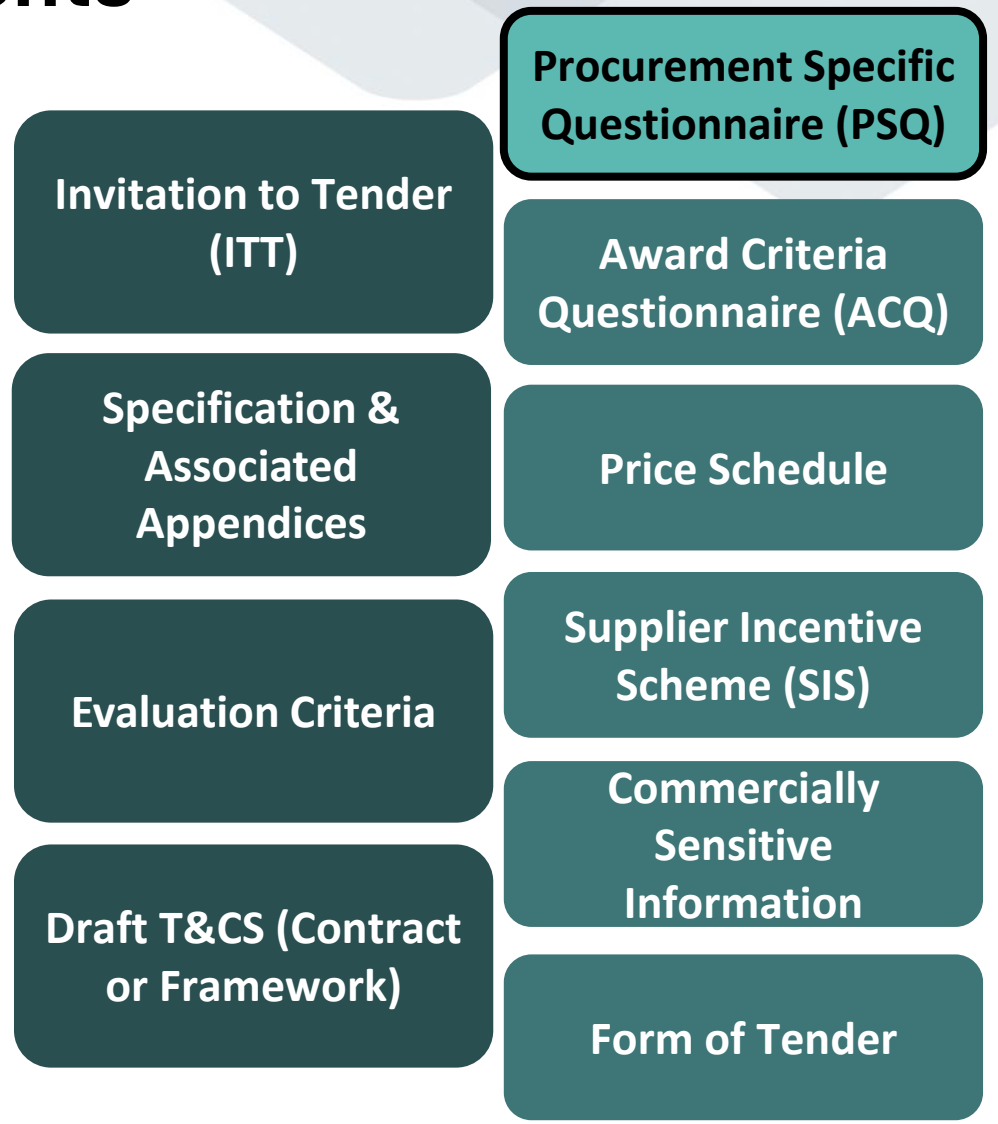 Invitation to Tender
(ITT)
Specification &
Associated
Appendices
Evaluation Criteria
Draft T&CS (Contract
or Framework)
Procurement Specific
Questionnaire (PSQ)
Award Criteria
Questionnaire (ACQ)
Price Schedule
Supplier Incentive
Scheme (SIS)
Commercially
Sensitive
Information
Form of Tender